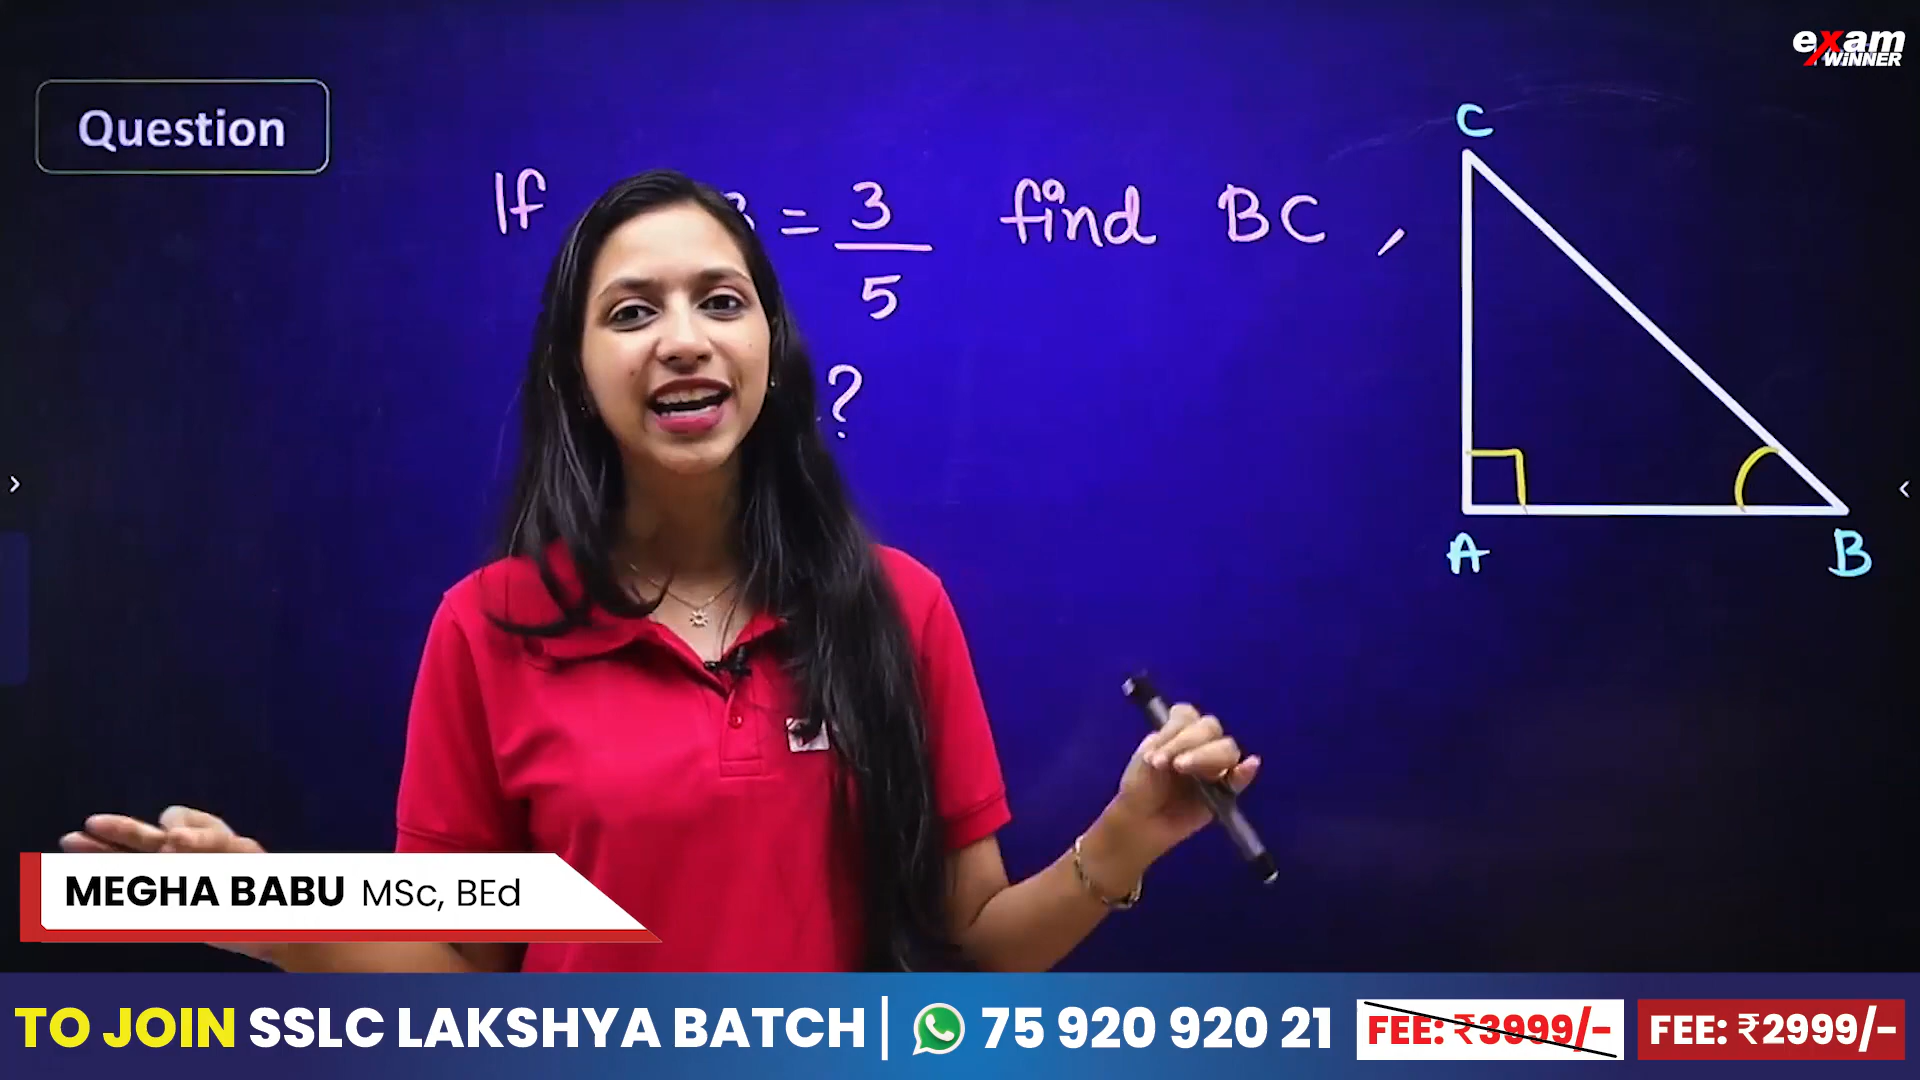 exam
WINNER
Question
If = 3/5 find BC ,
?
C
A
B
MEGHA BABU MSc, BEd
TO JOIN SSLC LAKSHYA BATCH | 75 920 920 21 FEE: ₹3999/- FEE: ₹2999/-